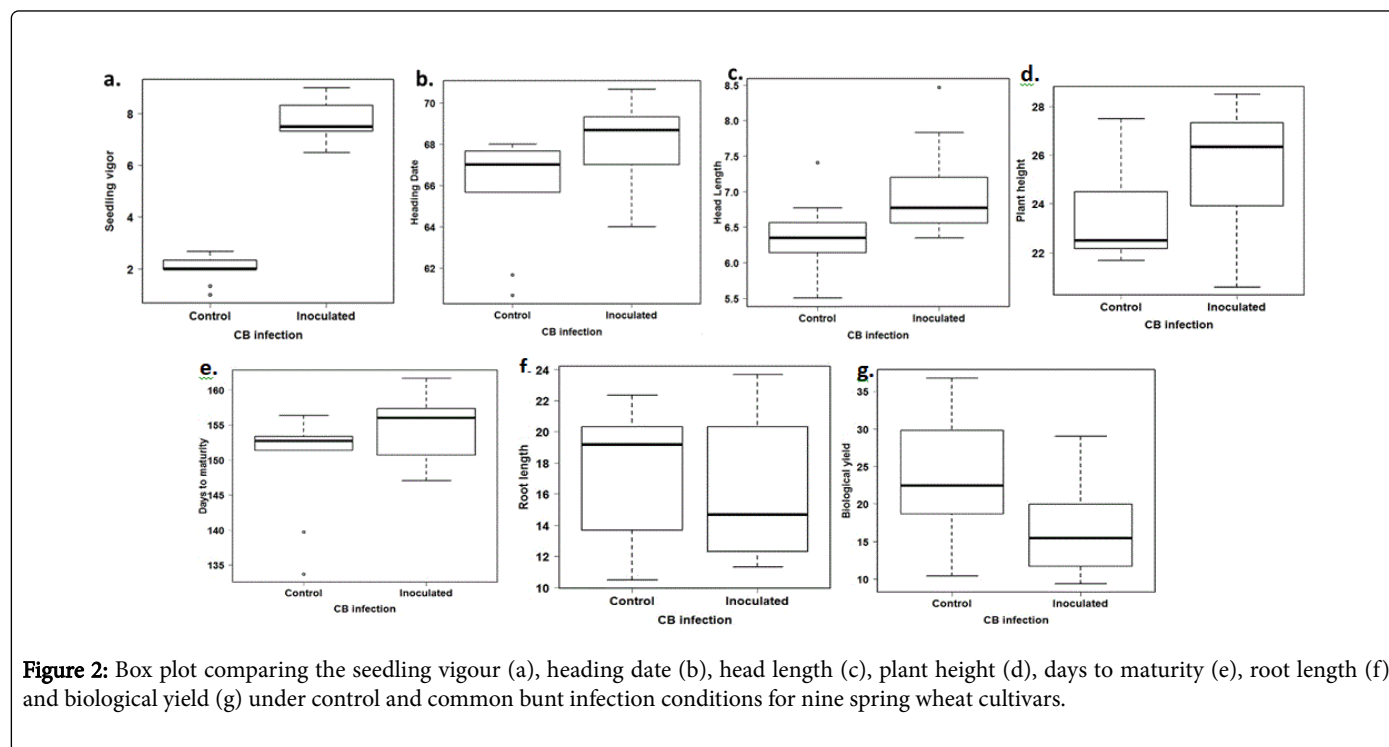 a.
8
6
4
2
Seedling vigor
Control
Inoculated
CB infection
b.
70
68
66
64
62
Heading Date
Control
Inoculated
CB infection
c.
8.5
8.0
7.5
7.0
6.5
6.0
5.5
Head Length
Control
Inoculated
CB infection
d.
28
26
24
22
Plant height
Control
Inoculated
CB infection
e.
160
155
150
145
140
135
Days to maturity
Control
Inoculated
CB infection
f.
24
22
20
18
16
14
12
10
Root length
Control
Inoculated
CB infection
g.
35
30
25
20
15
10
Biological yield
Control
Inoculated
CB infection
Figure 2: Box plot comparing the seedling vigour (a), heading date (b), head length (c), plant height (d), days to maturity (e), root length (f)
and biological yield (g) under control and common bunt infection conditions for nine spring wheat cultivars.